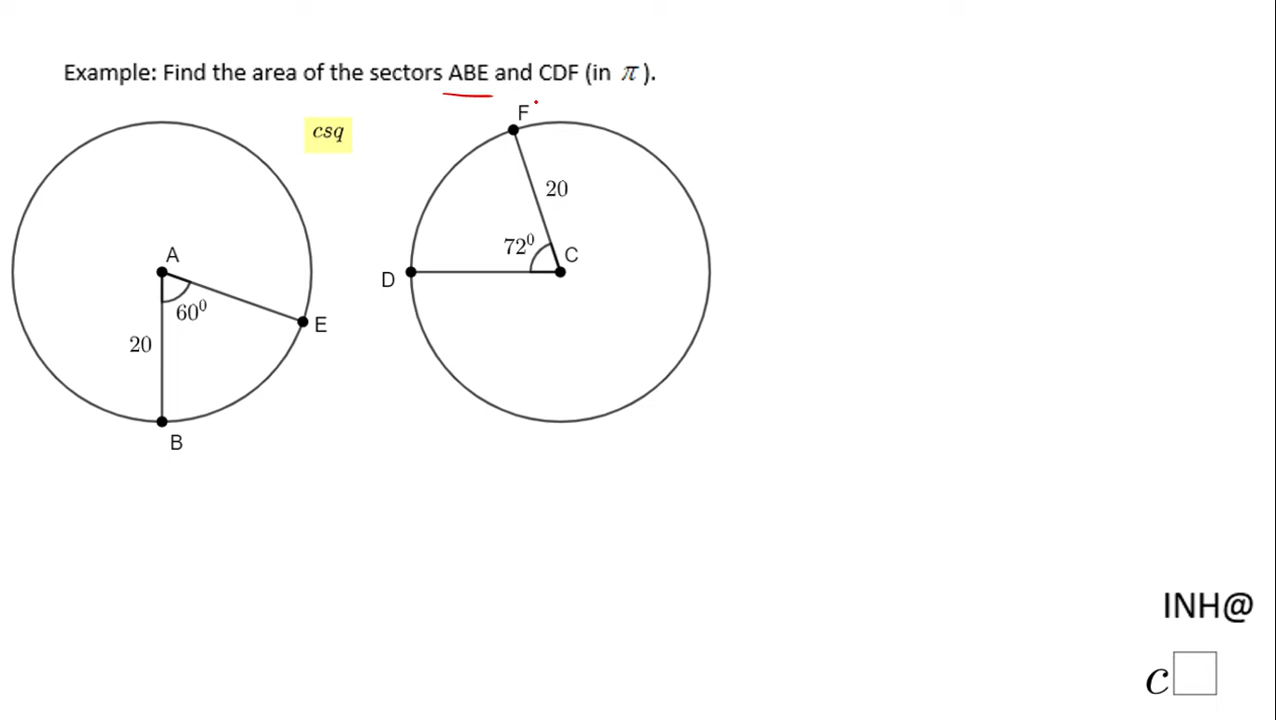 Example: Find the area of the sectors ABE and CDF (in π ).
F
csq
20
A
72⁰
C
D
60⁰
E
20
B
INH@
c